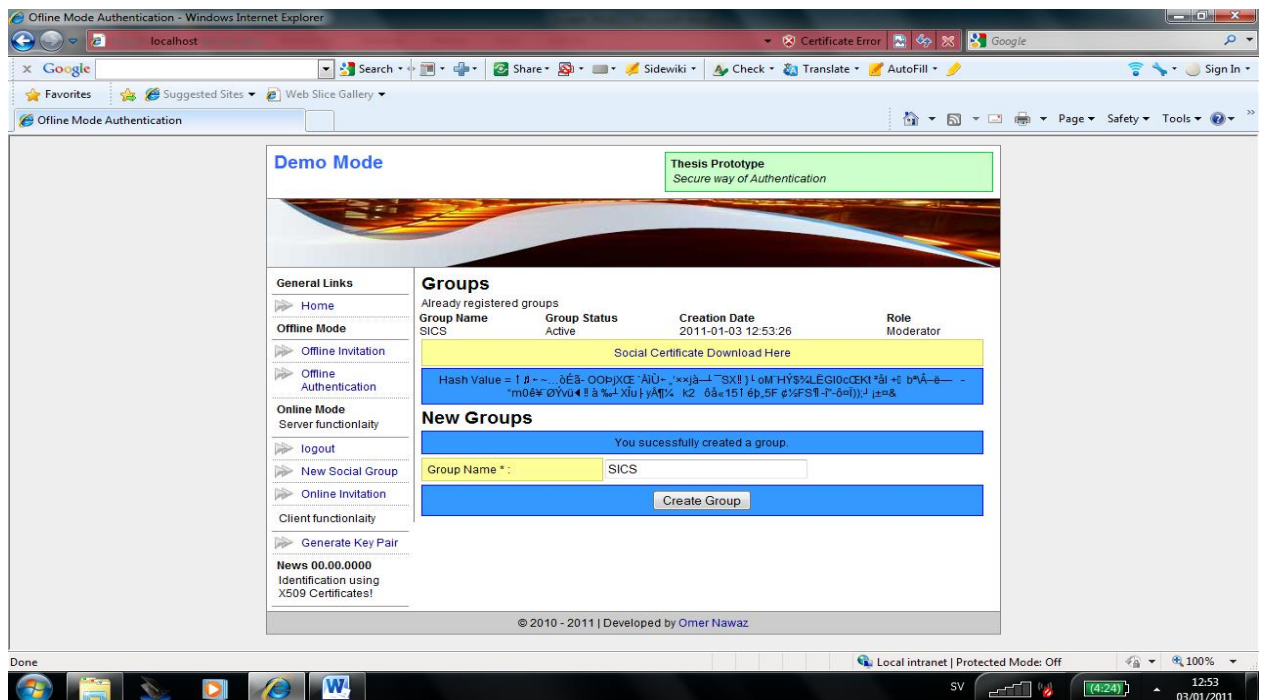 Ofline Mode Authentication - Windows Internet Explorer
localhost
Certificate Error
Google
x Google
Search
Share
Sidewiki
Check
Translate
AutoFill
Sign In
Favorites
Suggested Sites
Web Slice Gallery
Ofline Mode Authentication
Page
Safety
Tools
Demo Mode
Thesis Prototype
Secure way of Authentication
General Links
Home
Offline Mode
Offline Invitation
Offline
Authentication
Online Mode
Server functionlaity
logout
New Social Group
Online Invitation
Client functionlaity
Generate Key Pair
News 00.00.0000
Identification using
X509 Certificates!
Groups
Already registered groups
Group Name Group Status Creation Date Role
SICS Active 2011-01-03 12:53:26 Moderator
Social Certificate Download Here
Hash Value =
New Groups
You sucessfully created a group.
Group Name * : SICS
Create Group
© 2010 - 2011 | Developed by Omer Nawaz
Done
Local intranet | Protected Mode: Off
100%
SV
(4:24)
12:53
03/01/2011